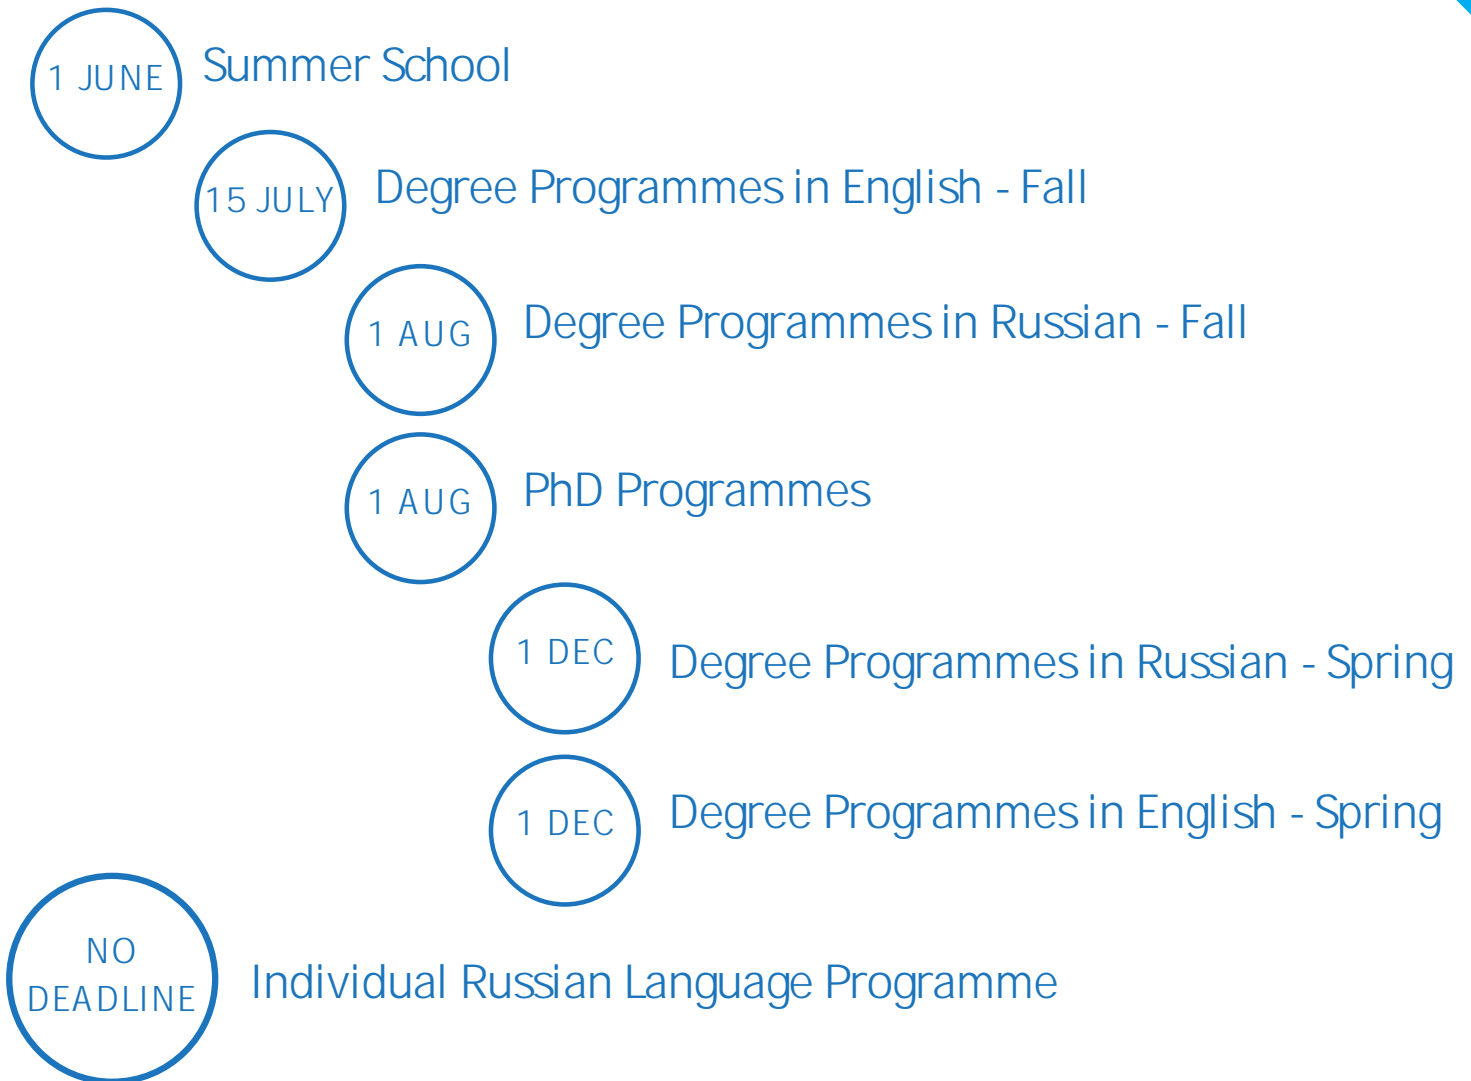 1 JUNE
Summer School
15 JULY
Degree Programmes in English - Fall
1 AUG
Degree Programmes in Russian - Fall
1 AUG
PhD Programmes
1 DEC
Degree Programmes in Russian - Spring
1 DEC
Degree Programmes in English - Spring
NO
DEADLINE
Individual Russian Language Programme